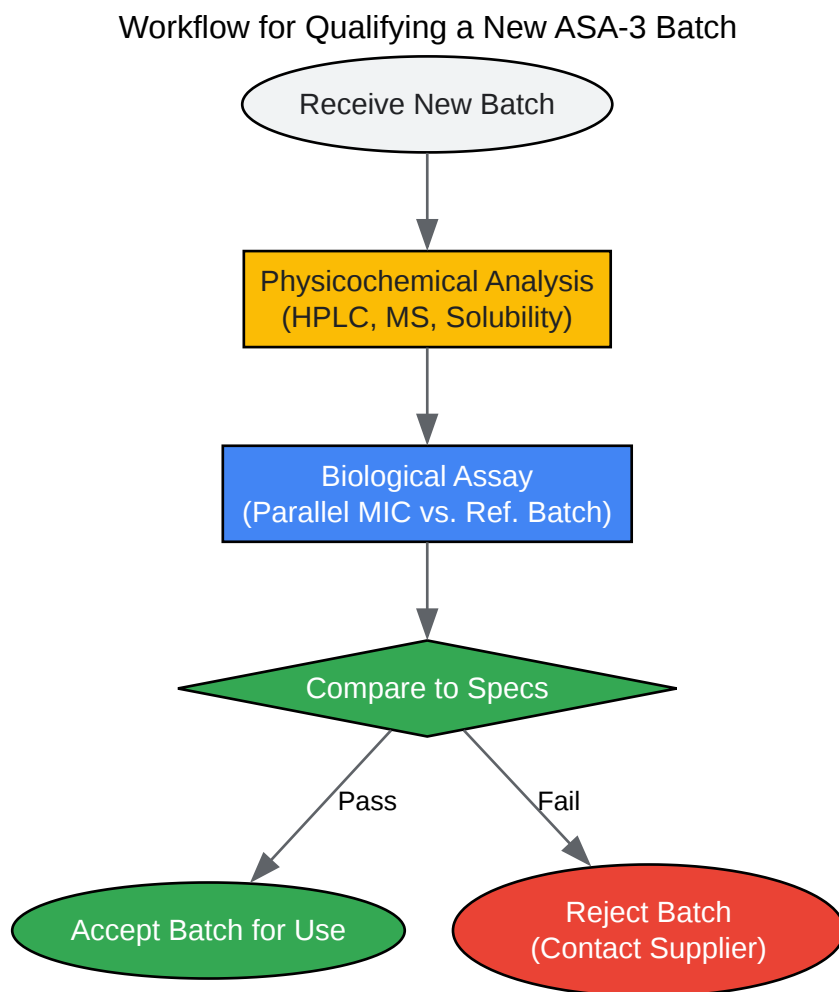 Workflow for Qualifying a New ASA-3 Batch
Receive New Batch
Physicochemical Analysis
(HPLC, MS, Solubility)
Biological Assay
(Parallel MIC vs. Ref. Batch)
Compare to Specs
Pass
Fail
Accept Batch for Use
Reject Batch
(Contact Supplier)